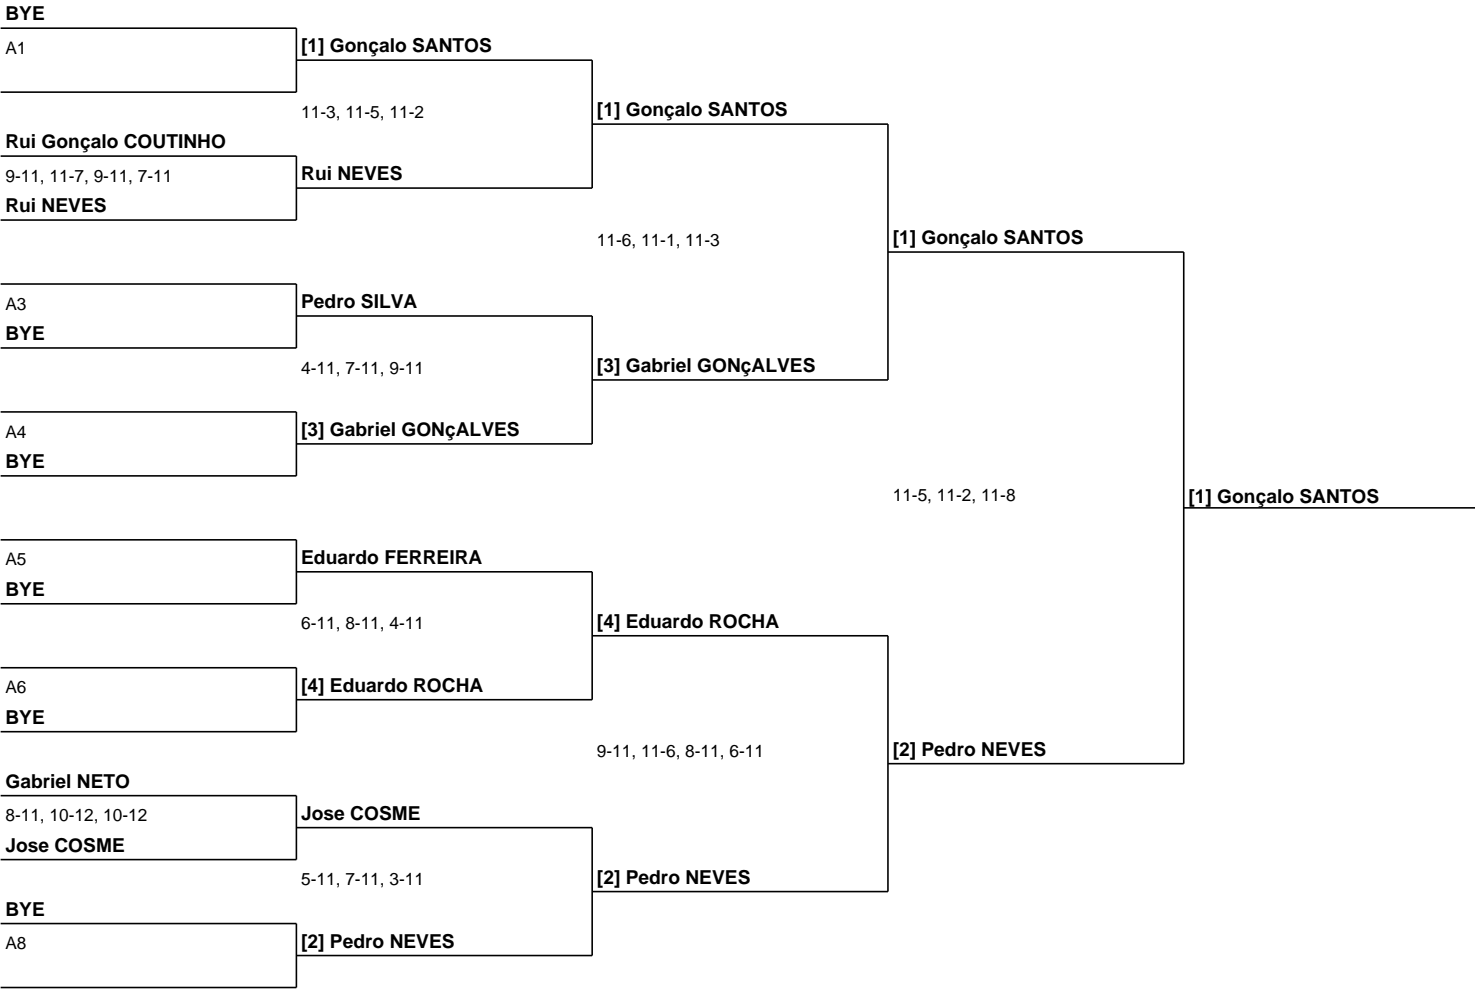 BYE
A1
[1] Gonçalo SANTOS
11-3, 11-5, 11-2
[1] Gonçalo SANTOS
Rui Gonçalo COUTINHO
9-11, 11-7, 9-11, 7-11
Rui NEVES
Rui NEVES
11-6, 11-1, 11-3
[1] Gonçalo SANTOS
A3
BYE
Pedro SILVA
4-11, 7-11, 9-11
[3] Gabriel GONçALVES
A4
BYE
[3] Gabriel GONçALVES
11-5, 11-2, 11-8
[1] Gonçalo SANTOS
A5
BYE
Eduardo FERREIRA
6-11, 8-11, 4-11
[4] Eduardo ROCHA
A6
BYE
[4] Eduardo ROCHA
9-11, 11-6, 8-11, 6-11
[2] Pedro NEVES
Gabriel NETO
8-11, 10-12, 10-12
Jose COSME
Jose COSME
5-11, 7-11, 3-11
[2] Pedro NEVES
BYE
A8
[2] Pedro NEVES